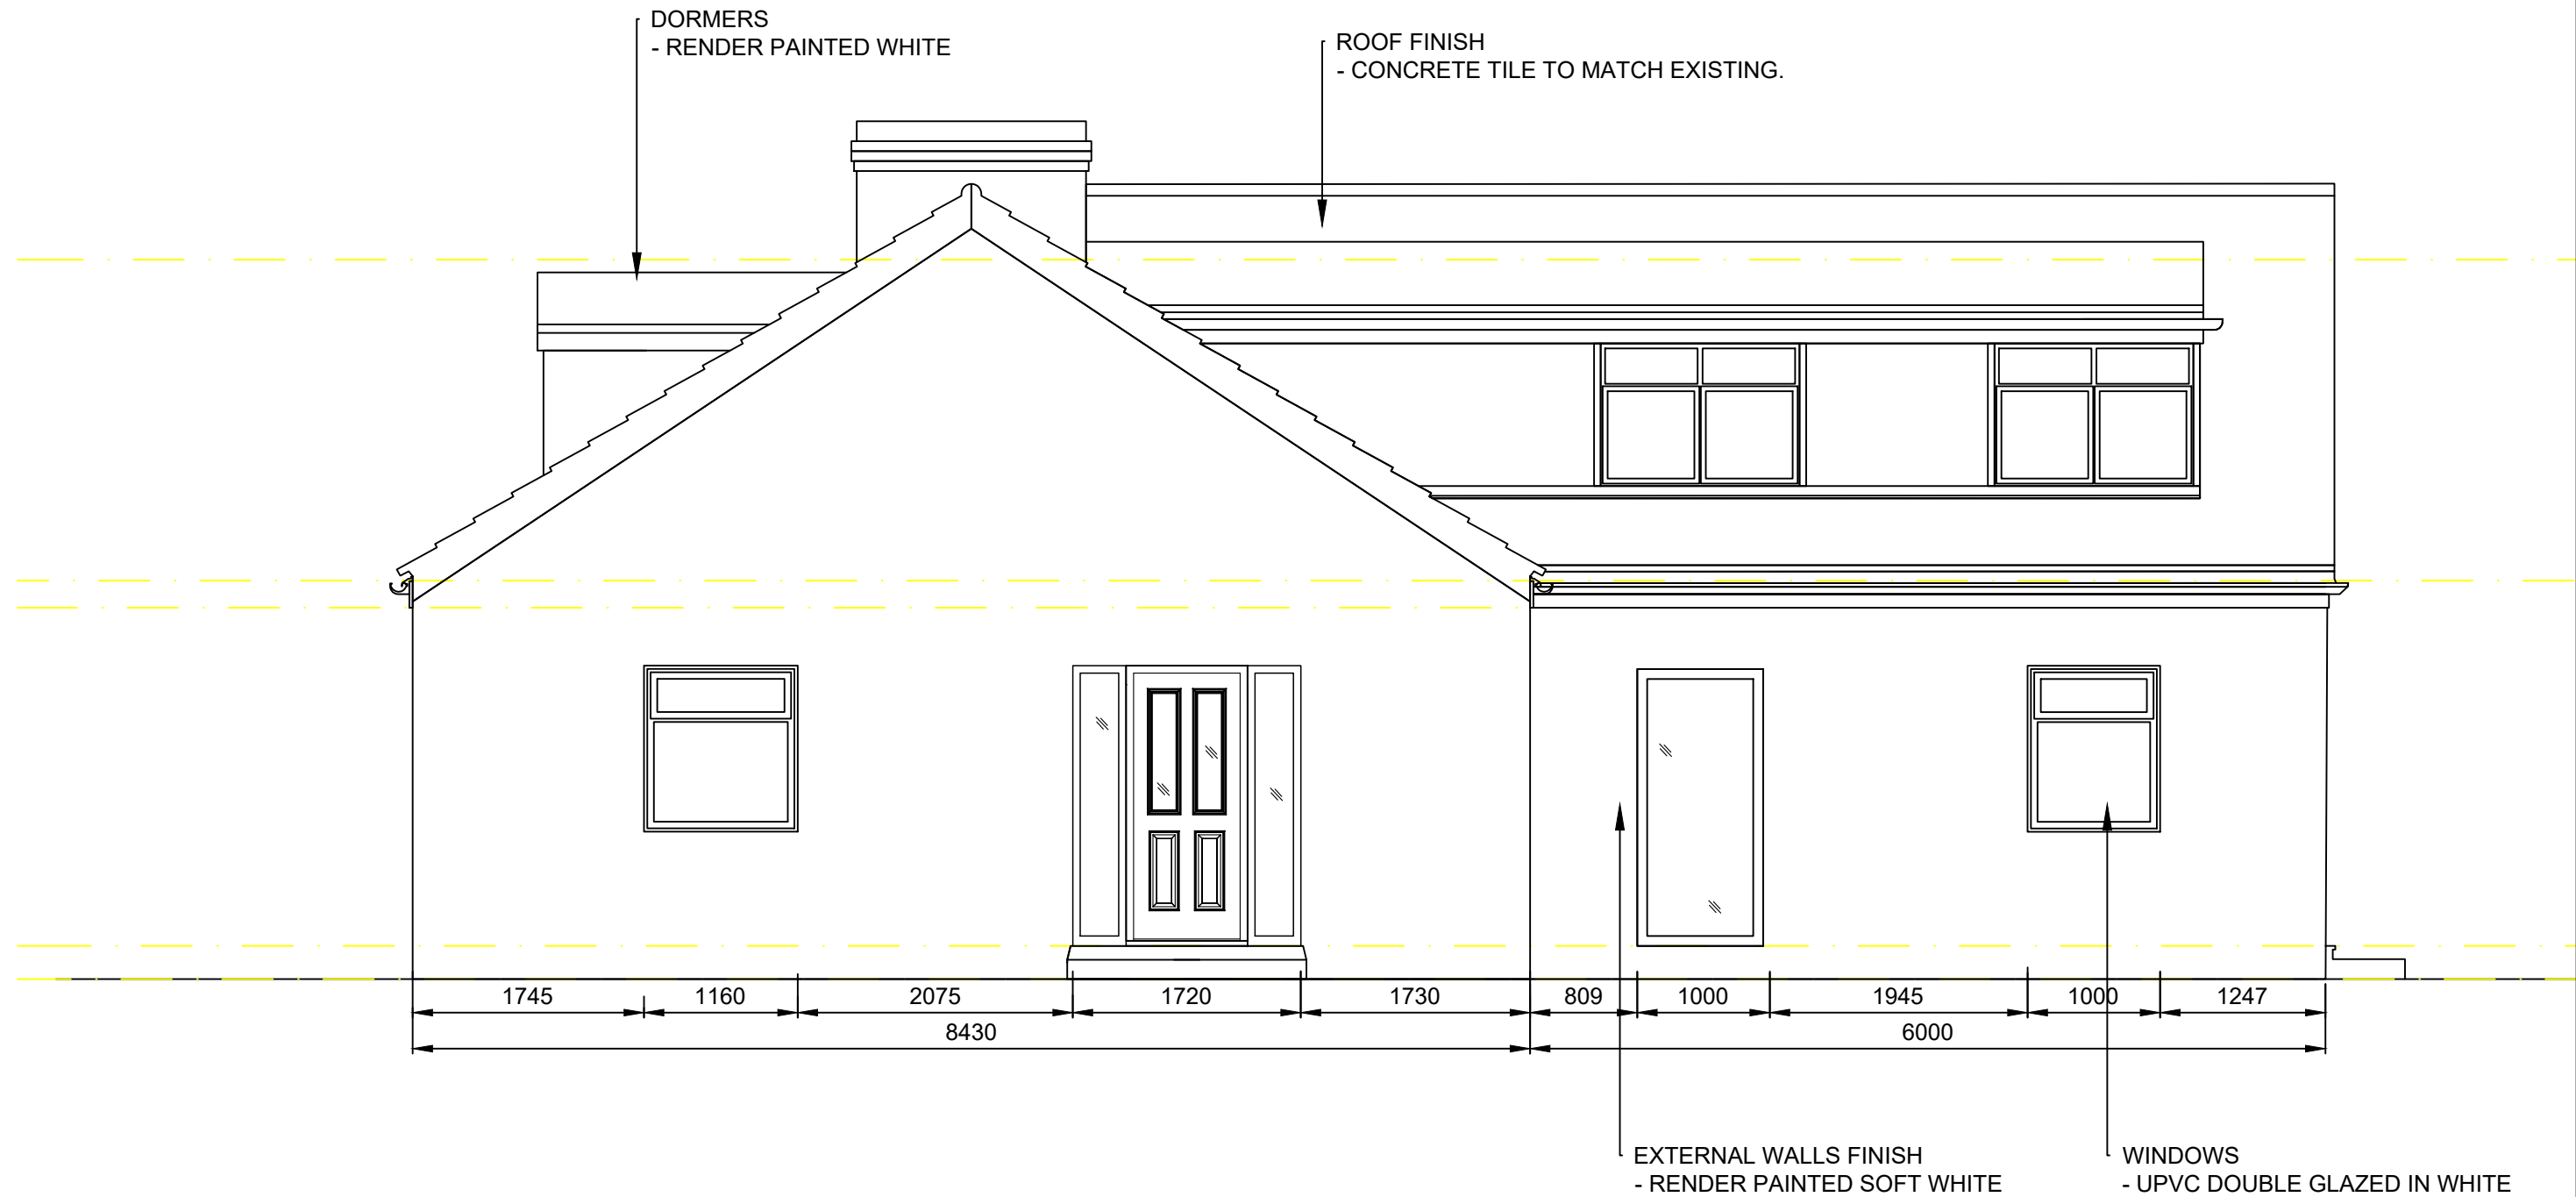 DORMERS
- RENDER PAINTED WHITE
ROOF FINISH
- CONCRETE TILE TO MATCH EXISTING.
1745 1160 2075 1720 1730 809 1000 1945 1000 1247
8430 6000
EXTERNAL WALLS FINISH
- RENDER PAINTED SOFT WHITE
WINDOWS
- UPVC DOUBLE GLAZED IN WHITE